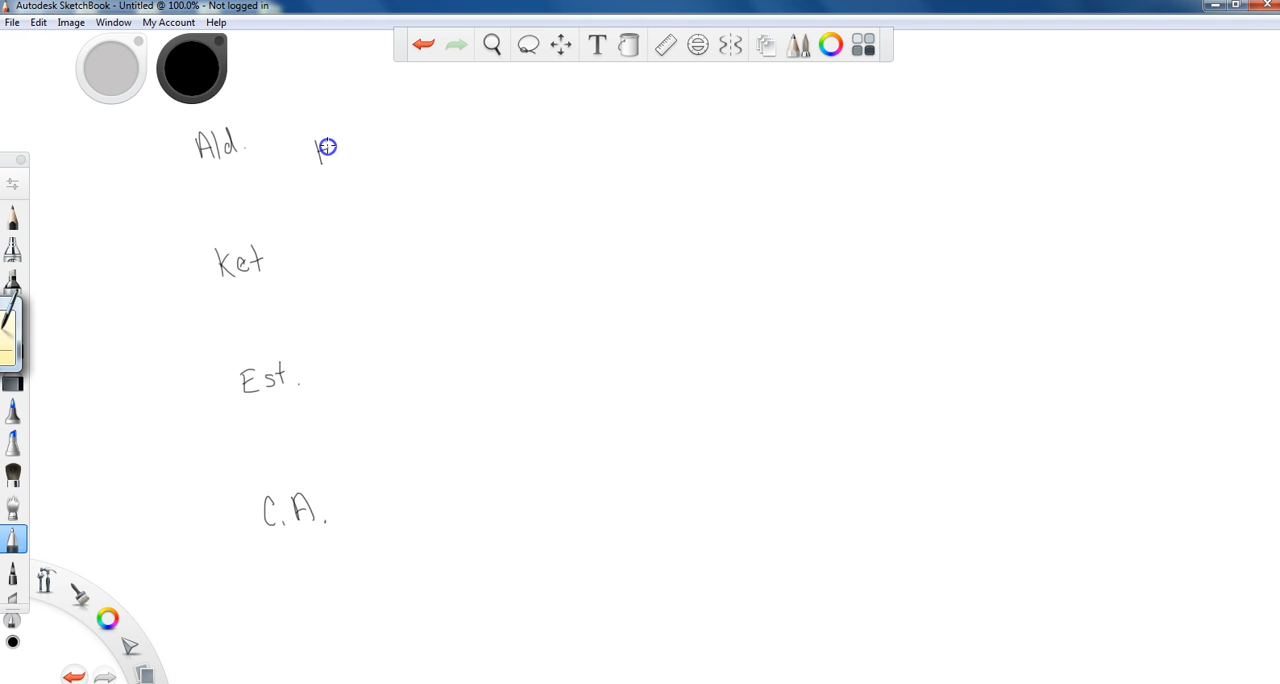 Autodesk SketchBook - Untitled @ 100.0% - Not logged in
File Edit Image Window My Account Help
T
Ald.
Ket
Est.
C.A.